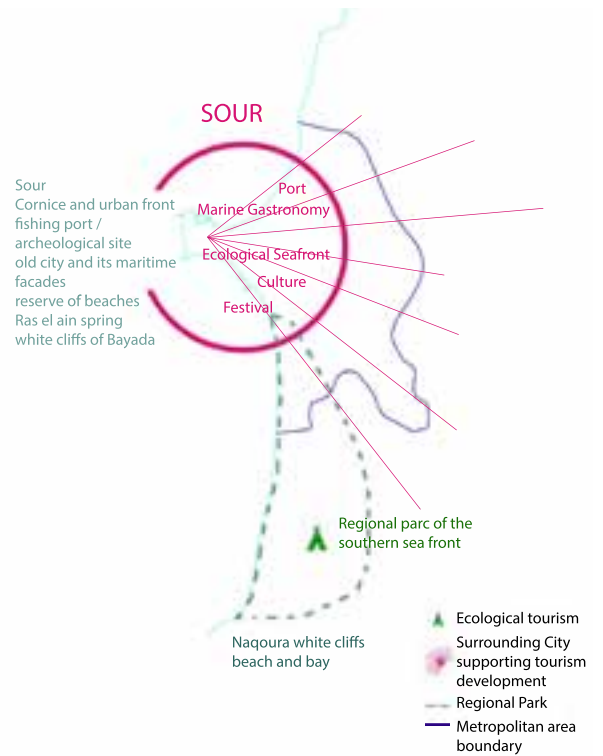 SOUR
Port
Marine Gastronomy
Ecological Seafront
Culture
Festival
Sour
Cornice and urban front
fishing port /
archeological site
old city and its maritime
facades
reserve of beaches
Ras el ain spring
white cliffs of Bayada
Regional parc of the
southern sea front
Naqoura white cliffs
beach and bay
Ecological tourism
Surrounding City
supporting tourism
development
Regional Park
Metropolitan area
boundary